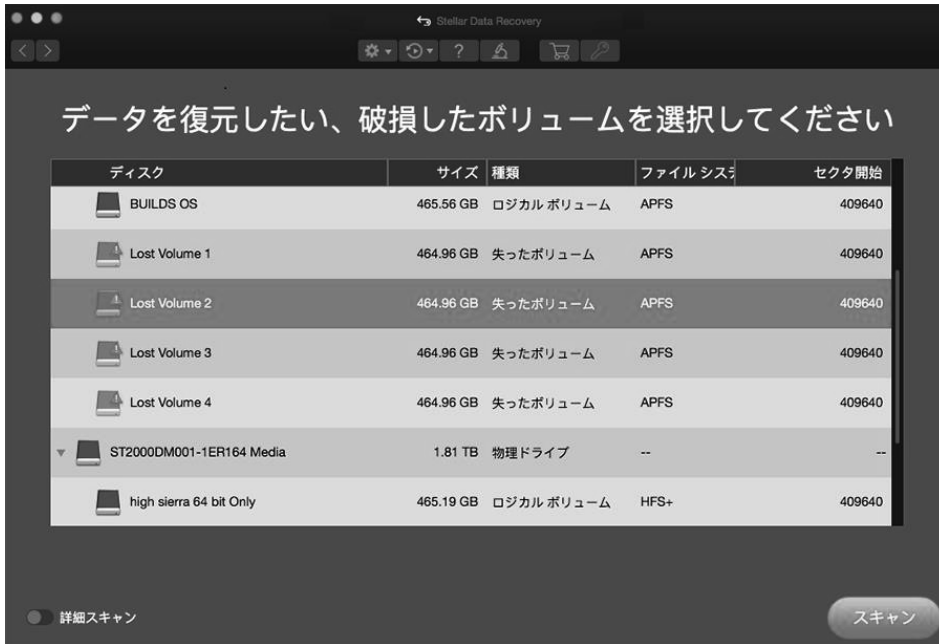 Stellar Data Recovery
?
データを復元したい、破損したボリュームを選択してください
ディスク サイズ 種類 ファイル システ セクタ開始
BUILDS OS 465.56 GB ロジカル ボリューム APFS 409640
Lost Volume 1 464.96 GB 失ったボリューム APFS 409640
Lost Volume 2 464.96 GB 失ったボリューム APFS 409640
Lost Volume 3 464.96 GB 失ったボリューム APFS 409640
Lost Volume 4 464.96 GB 失ったボリューム APFS 409640
ST2000DM001-1ER164 Media 1.81 TB 物理ドライブ -- --
high sierra 64 bit Only 465.19 GB ロジカル ボリューム HFS+ 409640
詳細スキャン スキャン